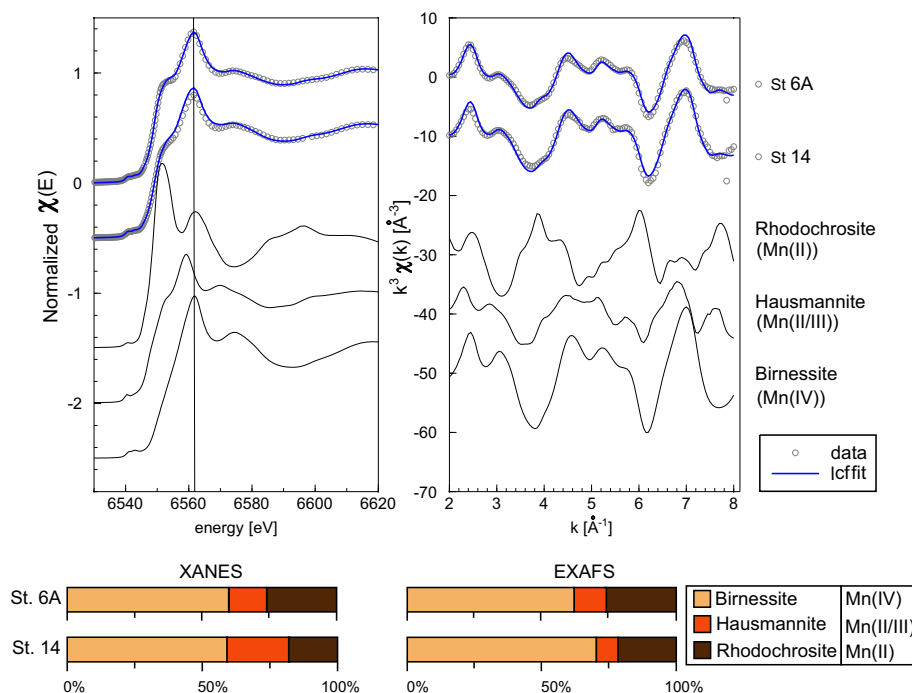 Normalized χ(E)
1
0
-1
-2
6540 6560 6580 6600 6620
energy [eV]
k³ χ(k) [Å⁻³]
10
0
-10
-20
-30
-40
-50
-60
-70
2 3 4 5 6 7 8
k [Å⁻¹]
St 6A
St 14
Rhodochrosite
(Mn(II))
Hausmannite
(Mn(II/III))
Birnessite
(Mn(IV))
data
lcffit
XANES
St. 6A
St. 14
0% 50% 100%
EXAFS
0% 50% 100%
Birnessite Mn(IV)
Hausmannite Mn(II/III)
Rhodochrosite Mn(II)